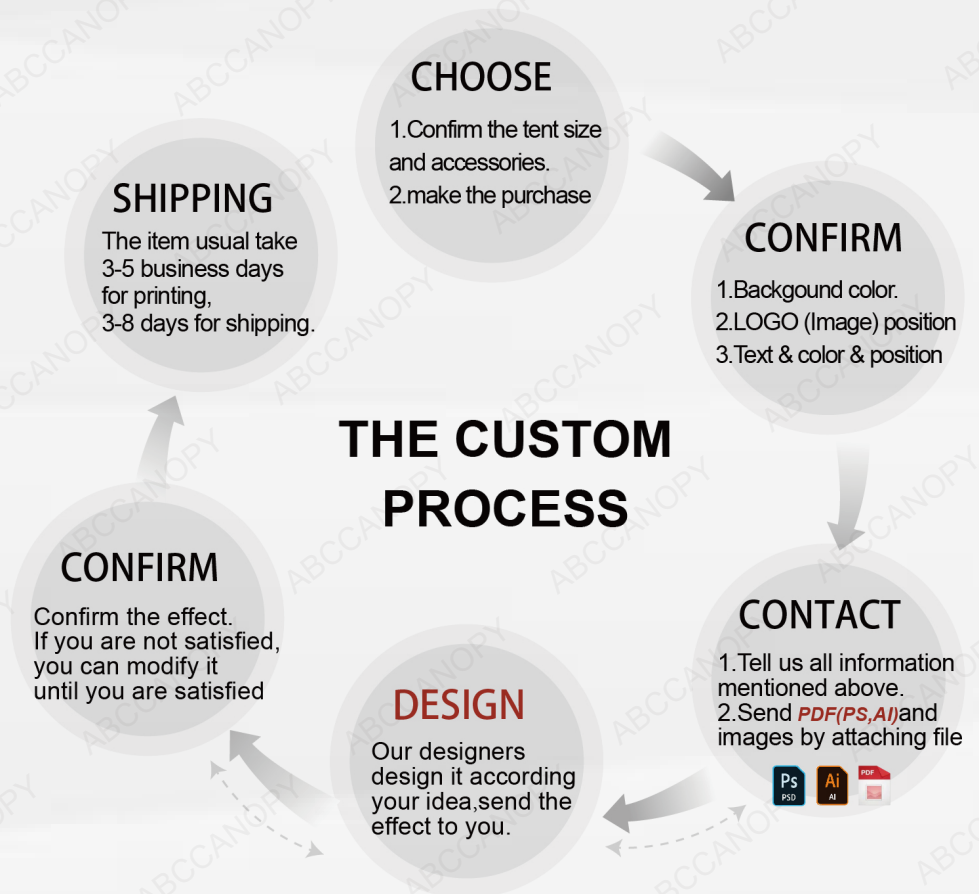 CHOOSE
1.Confirm the tent size
and accessories.
2.make the purchase
CONFIRM
1.Backgound color.
2.LOGO (Image) position
3.Text & color & position
CONTACT
1.Tell us all information
mentioned above.
2.Send PDF(PS,AI)and
images by attaching file
Ps
PSD
Ai
AI
PDF
DESIGN
Our designers
design it according
your idea,send the
effect to you.
CONFIRM
Confirm the effect.
If you are not satisfied,
you can modify it
until you are satisfied
SHIPPING
The item usual take
3-5 business days
for printing,
3-8 days for shipping.
THE CUSTOM
PROCESS
ABCCANOPY